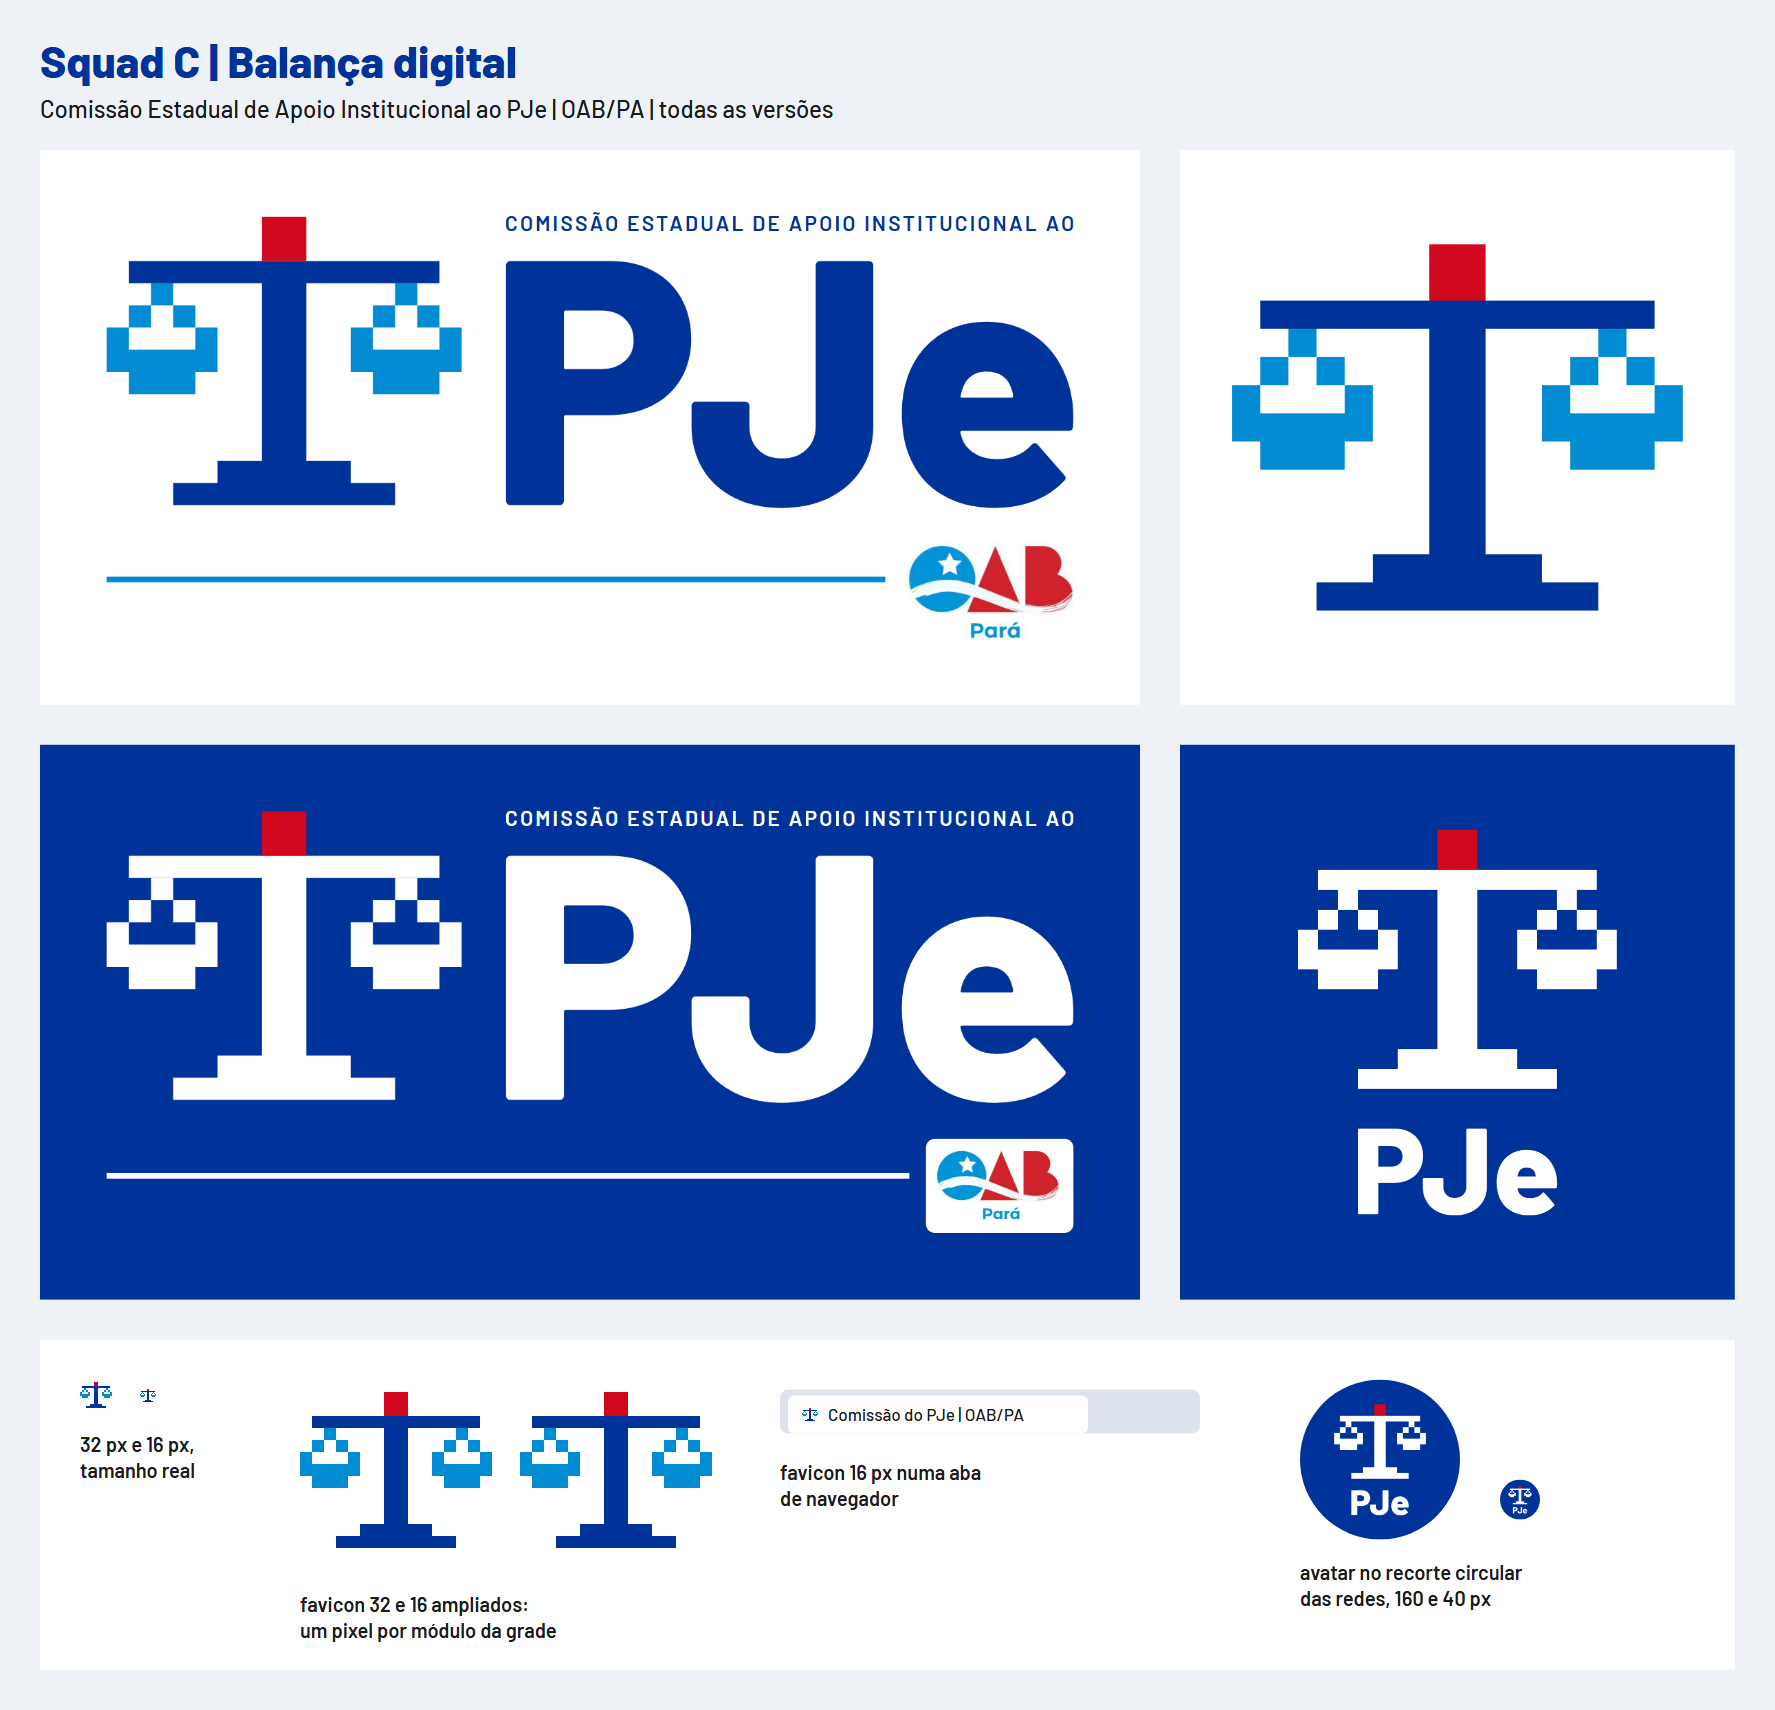 Squad C | Balança digital
Comissão Estadual de Apoio Institucional ao PJe | OAB/PA | todas as versões
COMISSÃO ESTADUAL DE APOIO INSTITUCIONAL AO
PJe
OAB
Pará
COMISSÃO ESTADUAL DE APOIO INSTITUCIONAL AO
PJe
OAB
Pará
PJe
32 px e 16 px,
tamanho real
favicon 32 e 16 ampliados:
um pixel por módulo da grade
Comissão do PJe | OAB/PA
favicon 16 px numa aba
de navegador
PJe
PJe
avatar no recorte circular
das redes, 160 e 40 px